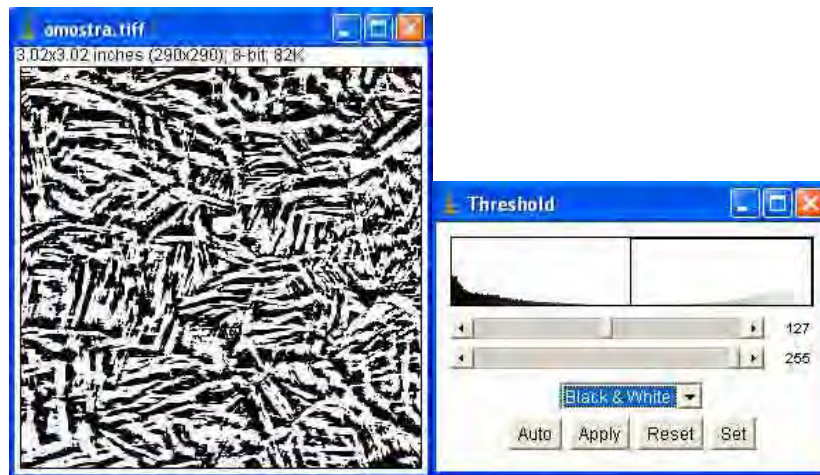 amostra.tiff
3.02x3.02 inches (290x290); 8-bit; 82K
Threshold
127
255
Black & White
Auto Apply Reset Set